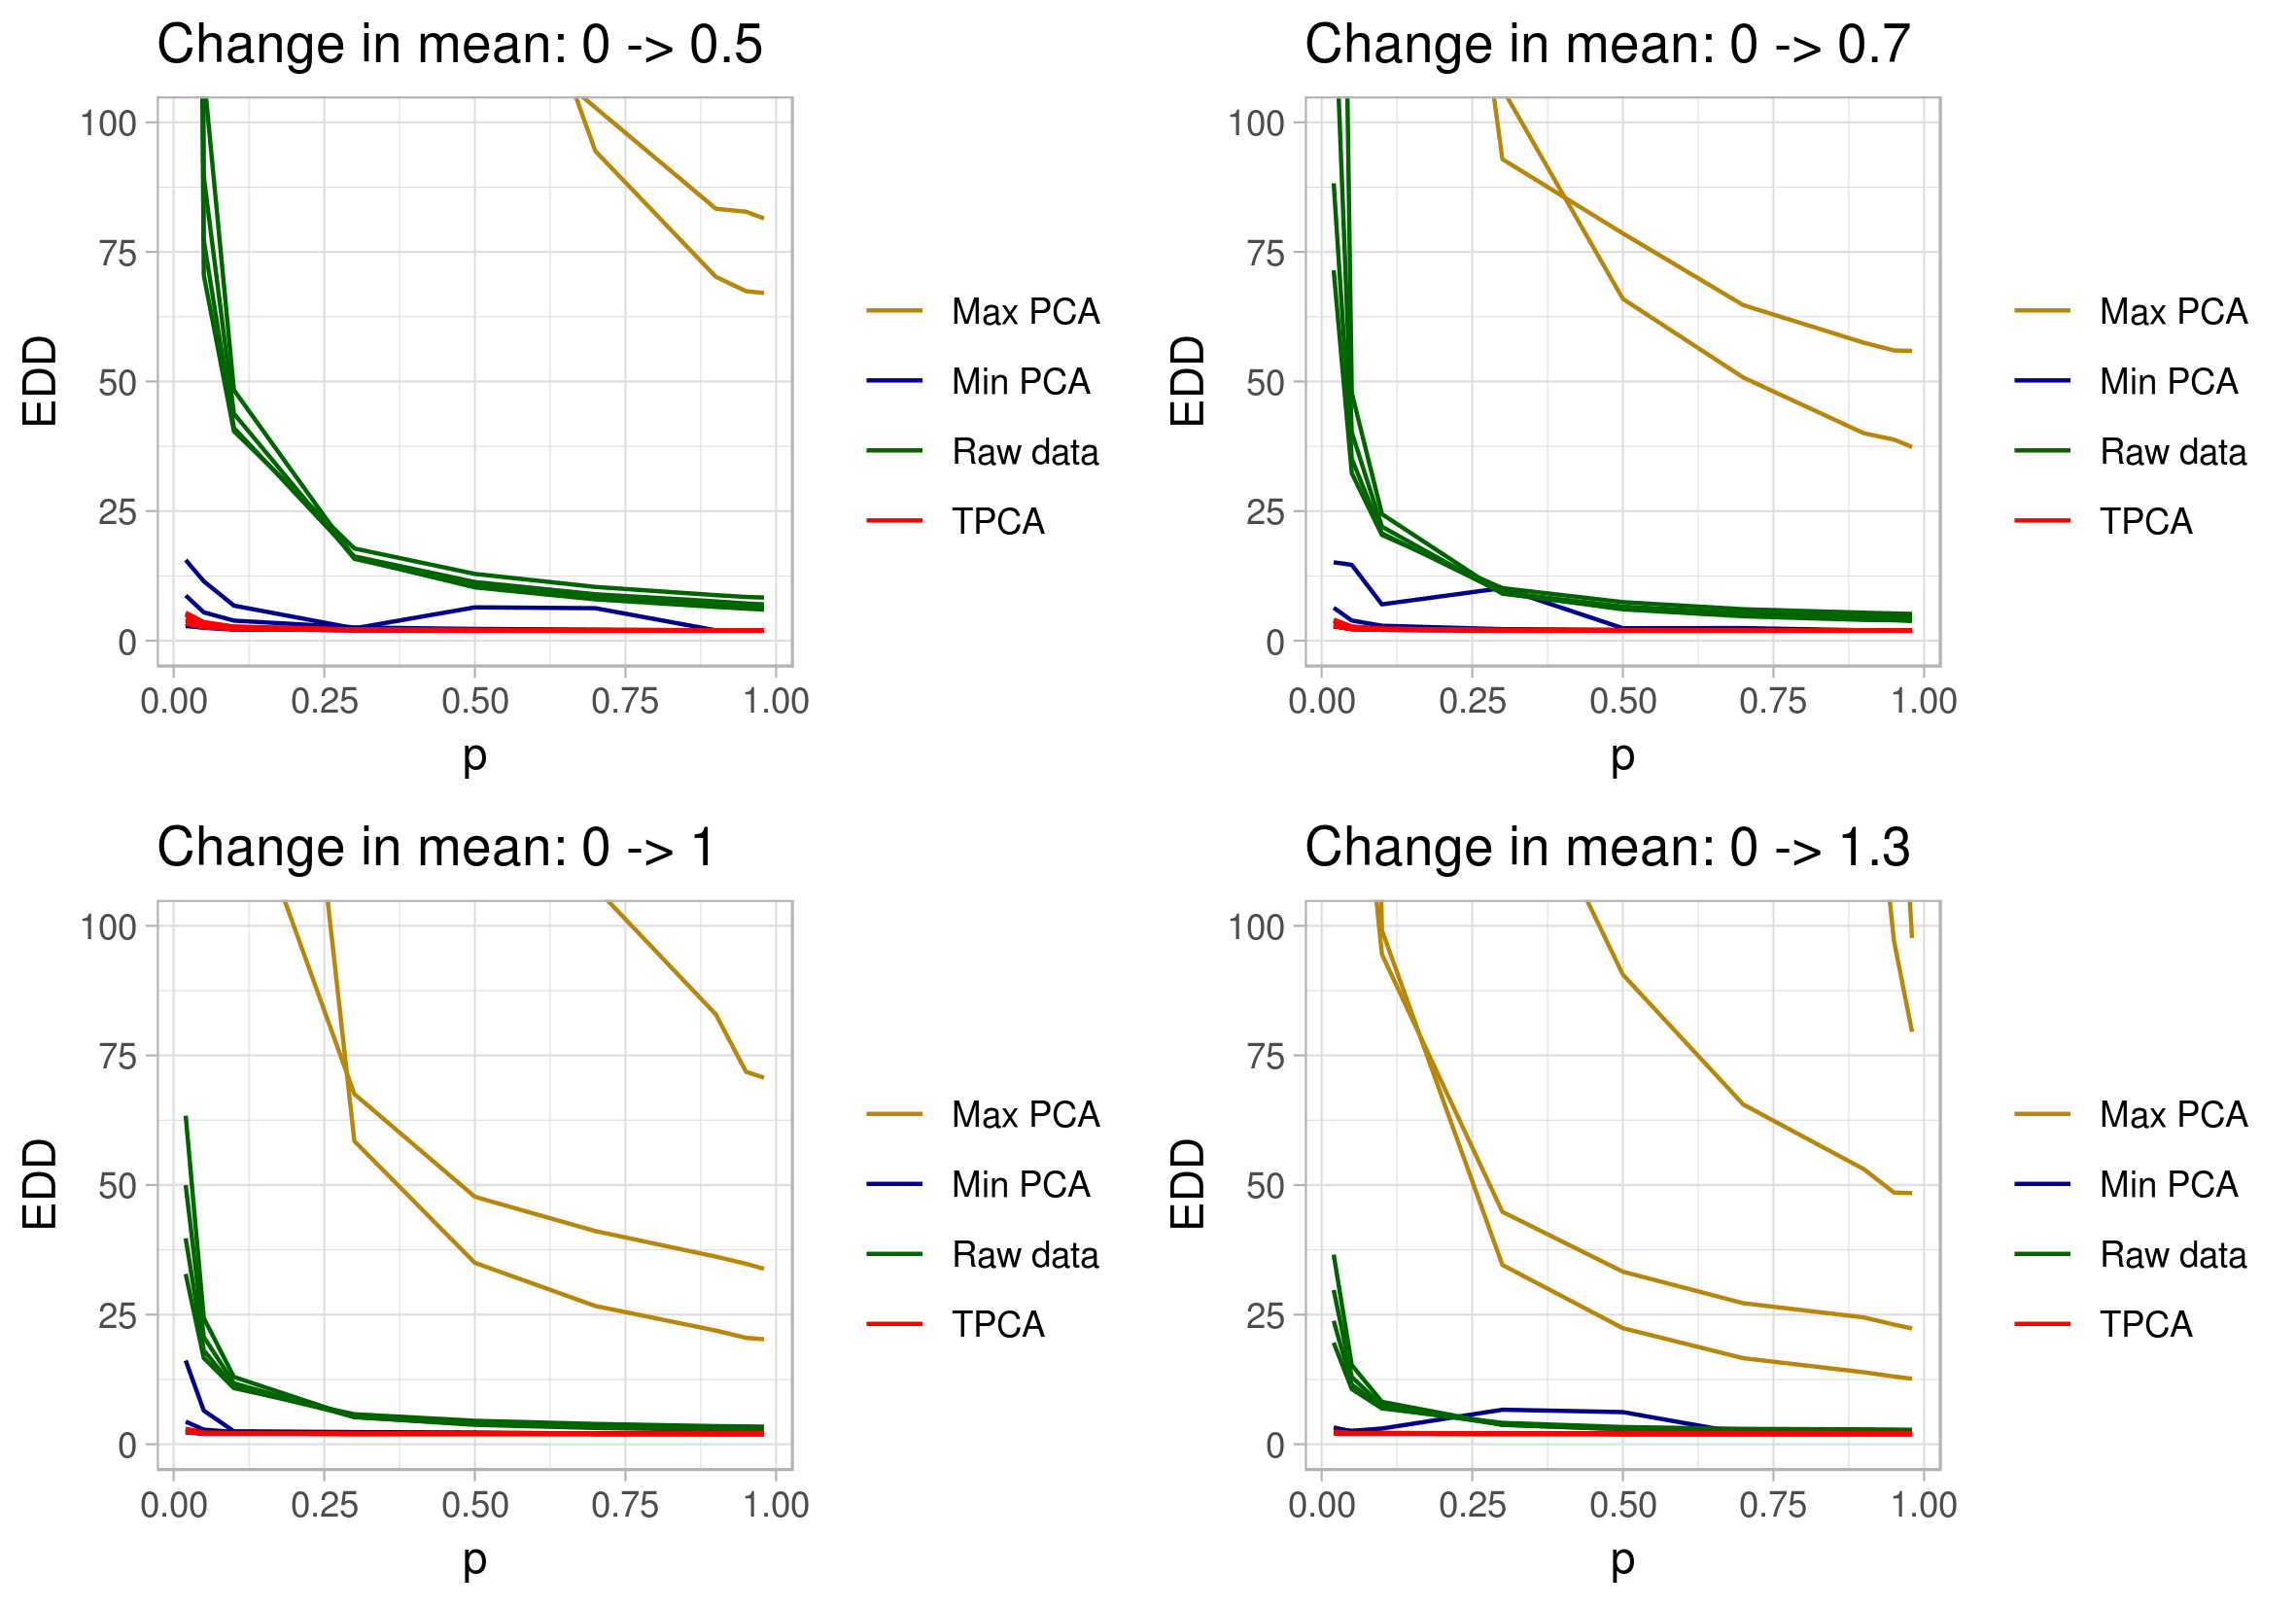 Change in mean: 0 -> 0.5
100
75
50
25
0
EDD
0.00 0.25 0.50 0.75 1.00
p
Max PCA
Min PCA
Raw data
TPCA
Change in mean: 0 -> 0.7
100
75
50
25
0
EDD
0.00 0.25 0.50 0.75 1.00
p
Max PCA
Min PCA
Raw data
TPCA
Change in mean: 0 -> 1
100
75
50
25
0
EDD
0.00 0.25 0.50 0.75 1.00
p
Max PCA
Min PCA
Raw data
TPCA
Change in mean: 0 -> 1.3
100
75
50
25
0
EDD
0.00 0.25 0.50 0.75 1.00
p
Max PCA
Min PCA
Raw data
TPCA